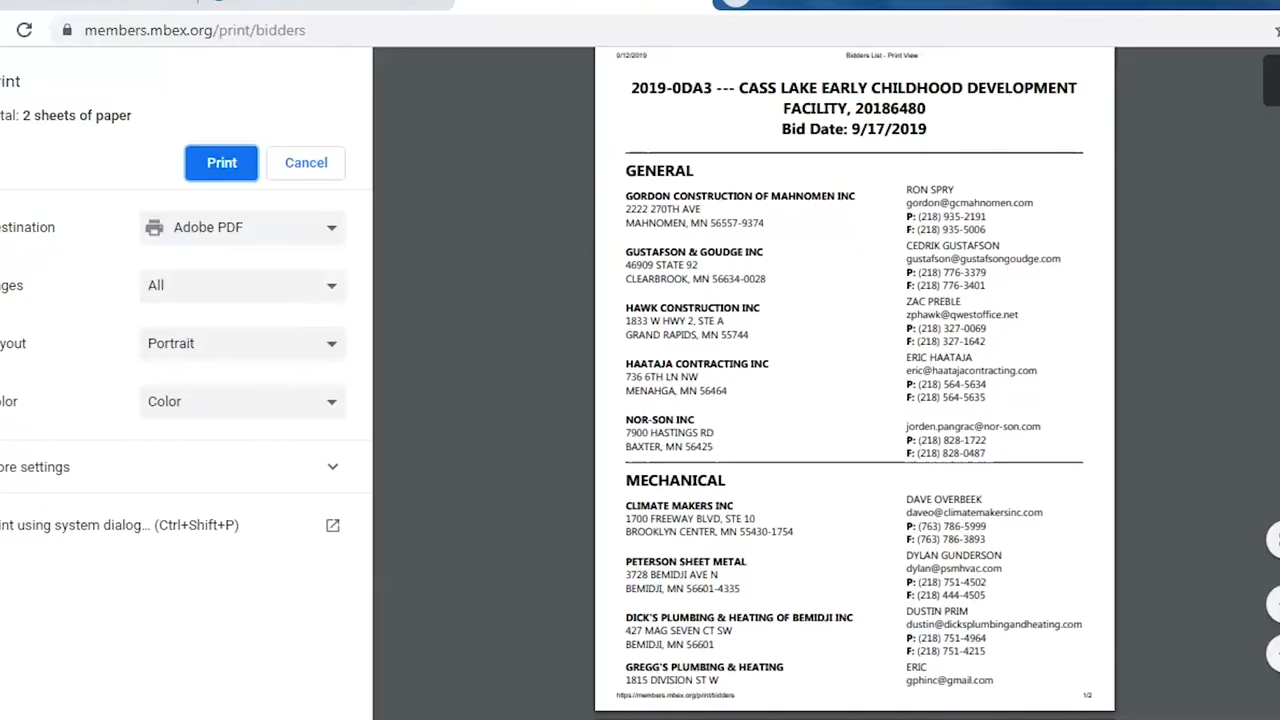 members.mbex.org/print/bidders
int
tal: 2 sheets of paper
Print
Cancel
estination
Adobe PDF
ges
All
yout
Portrait
olor
Color
ore settings
int using system dialog... (Ctrl+Shift+P)
9/12/2019
Bidders List - Print View
2019-0DA3 --- CASS LAKE EARLY CHILDHOOD DEVELOPMENT
FACILITY, 20186480
Bid Date: 9/17/2019
GENERAL
GORDON CONSTRUCTION OF MAHNOMEN INC
2222 270TH AVE
MAHNOMEN, MN 56557-9374
RON SPRY
gordon@gcmahnomen.com
P: (218) 935-2191
F: (218) 935-5006
GUSTAFSON & GOUDGE INC
46909 STATE 92
CLEARBROOK, MN 56634-0028
CEDRIK GUSTAFSON
gustafson@gustafsongoudge.com
P: (218) 776-3379
F: (218) 776-3401
HAWK CONSTRUCTION INC
1833 W HWY 2, STE A
GRAND RAPIDS, MN 55744
ZAC PREBLE
zphawk@qwestoffice.net
P: (218) 327-0069
F: (218) 327-1642
HAATAJA CONTRACTING INC
736 6TH LN NW
MENAHGA, MN 56464
ERIC HAATAJA
eric@haatajacontracting.com
P: (218) 564-5634
F: (218) 564-5635
NOR-SON INC
7900 HASTINGS RD
BAXTER, MN 56425
jorden.pangrac@nor-son.com
P: (218) 828-1722
F: (218) 828-0487
MECHANICAL
CLIMATE MAKERS INC
1700 FREEWAY BLVD, STE 10
BROOKLYN CENTER, MN 55430-1754
DAVE OVERBEEK
daveo@climatemakersinc.com
P: (763) 786-5999
F: (763) 786-3893
PETERSON SHEET METAL
3728 BEMIDJI AVE N
BEMIDJI, MN 56601-4335
DYLAN GUNDERSON
dylan@psmhvac.com
P: (218) 751-4502
F: (218) 444-4505
DICK'S PLUMBING & HEATING OF BEMIDJI INC
427 MAG SEVEN CT SW
BEMIDJI, MN 56601
DUSTIN PRIM
dustin@dicksplumbingandheating.com
P: (218) 751-4964
F: (218) 751-4215
GREGG'S PLUMBING & HEATING
1815 DIVISION ST W
ERIC
gphinc@gmail.com
https://members.mbex.org/print/bidders
1/2